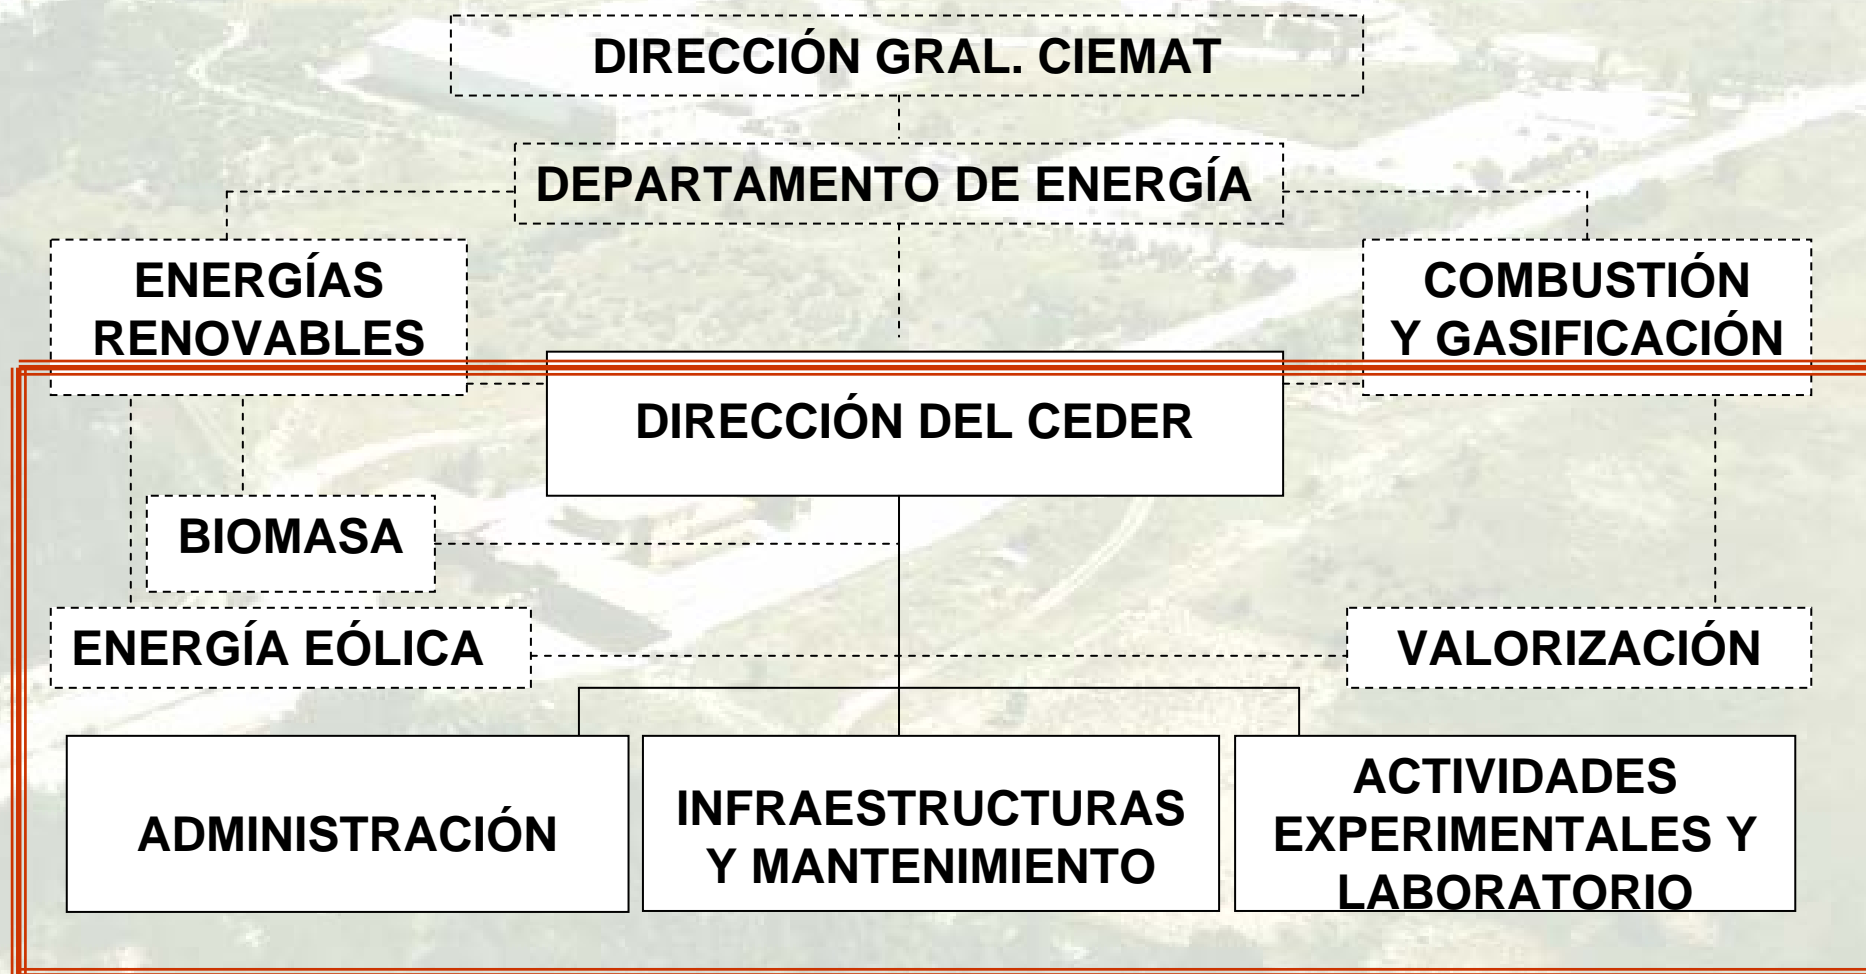 DIRECCIÓN GRAL. CIEMAT
DEPARTAMENTO DE ENERGÍA
ENERGÍAS
RENOVABLES
COMBUSTIÓN
Y GASIFICACIÓN
DIRECCIÓN DEL CEDER
BIOMASA
ENERGÍA EÓLICA
VALORIZACIÓN
ADMINISTRACIÓN
INFRAESTRUCTURAS
Y MANTENIMIENTO
ACTIVIDADES
EXPERIMENTALES Y
LABORATORIO